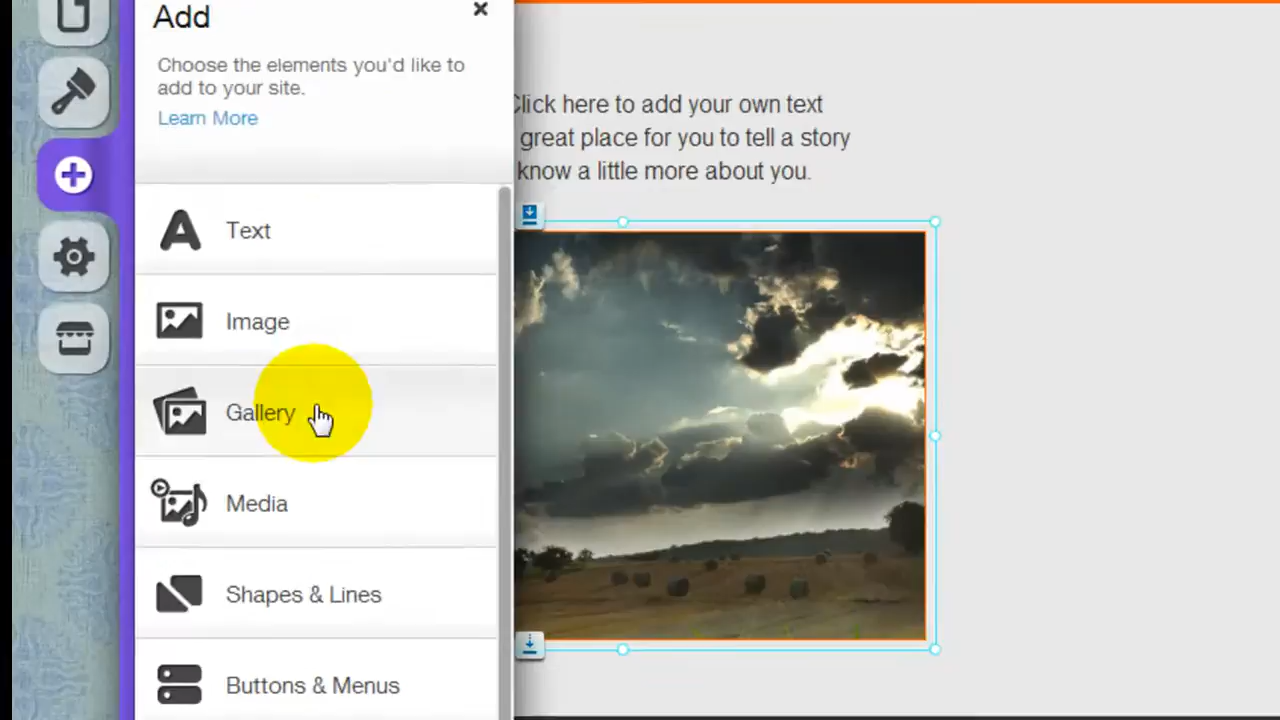 Add
Choose the elements you'd like to
add to your site.
Learn More
Text
Image
Gallery
Media
Shapes & Lines
Buttons & Menus
Click here to add your own text
great place for you to tell a story
know a little more about you.